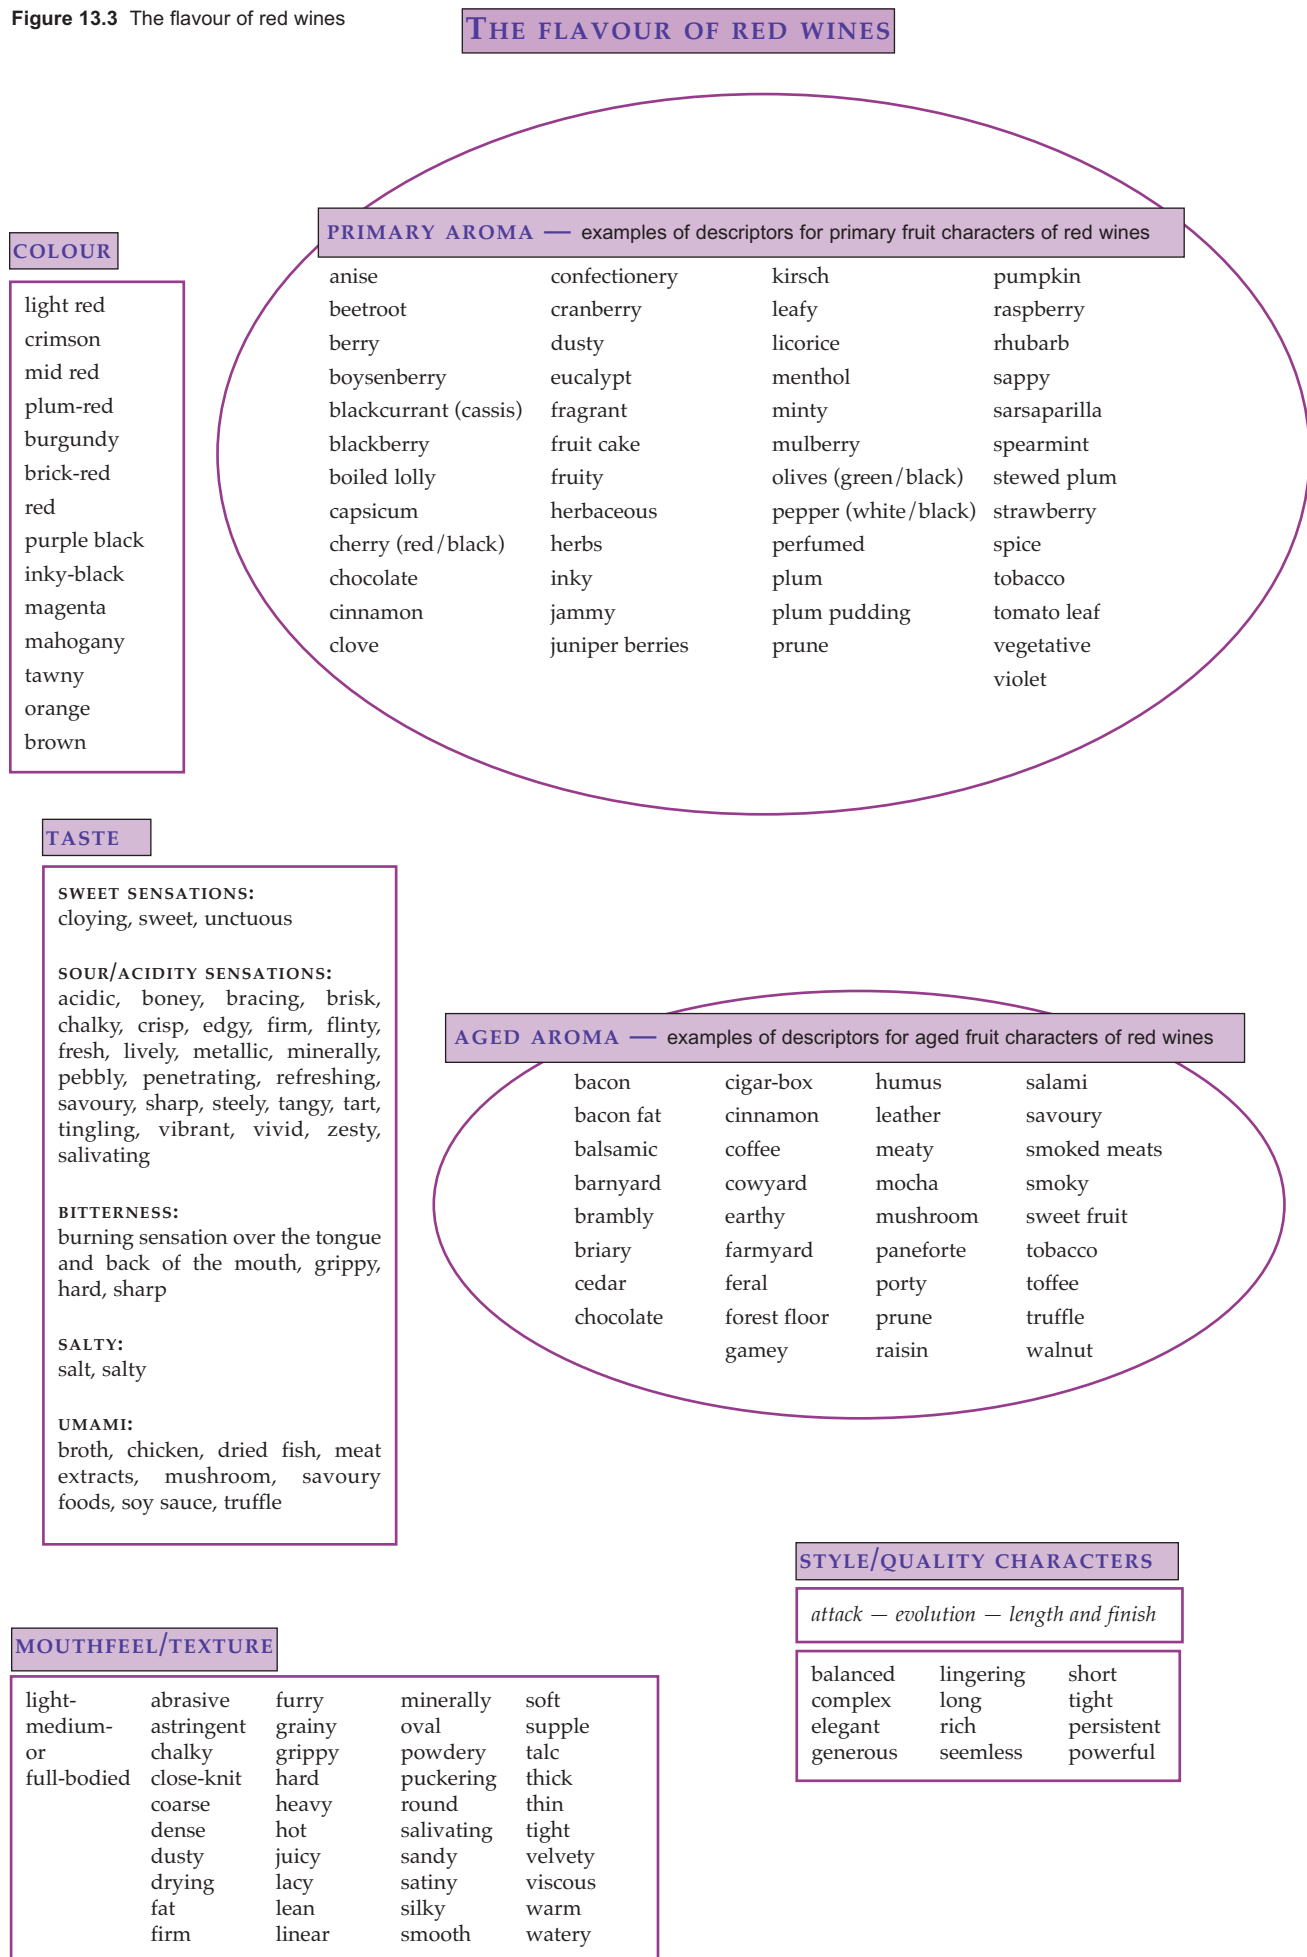 Figure 13.3 The flavour of red wines
THE FLAVOUR OF RED WINES
COLOUR
light red
crimson
mid red
plum-red
burgundy
brick-red
red
purple black
inky-black
magenta
mahogany
tawny
orange
brown
PRIMARY AROMA — examples of descriptors for primary fruit characters of red wines
anise
beetroot
berry
boysenberry
blackcurrant (cassis)
blackberry
boiled lolly
capsicum
cherry (red/black)
chocolate
cinnamon
clove
confectionery
cranberry
dusty
eucalypt
fragrant
fruit cake
fruity
herbaceous
herbs
inky
jammy
juniper berries
kirsch
leafy
licorice
menthol
minty
mulberry
olives (green/black)
pepper (white/black)
perfumed
plum
plum pudding
prune
pumpkin
raspberry
rhubarb
sappy
sarsaparilla
spearmint
stewed plum
strawberry
spice
tobacco
tomato leaf
vegetative
violet
TASTE
SWEET SENSATIONS:
cloying, sweet, unctuous
SOUR/ACIDITY SENSATIONS:
acidic, boney, bracing, brisk,
chalky, crisp, edgy, firm, flinty,
fresh, lively, metallic, minerally,
pebbly, penetrating, refreshing,
savoury, sharp, steely, tangy, tart,
tingling, vibrant, vivid, zesty,
salivating
BITTERNESS:
burning sensation over the tongue
and back of the mouth, grippy,
hard, sharp
SALTY:
salt, salty
UMAMI:
broth, chicken, dried fish, meat
extracts, mushroom, savoury
foods, soy sauce, truffle
AGED AROMA — examples of descriptors for aged fruit characters of red wines
bacon
bacon fat
balsamic
barnyard
brambly
briary
cedar
chocolate
cigar-box
cinnamon
coffee
cowyard
earthy
farmyard
feral
forest floor
gamey
humus
leather
meaty
mocha
mushroom
paneforte
porty
prune
raisin
salami
savoury
smoked meats
smoky
sweet fruit
tobacco
toffee
truffle
walnut
STYLE/QUALITY CHARACTERS
attack — evolution — length and finish
balanced
complex
elegant
generous
lingering
long
rich
seemless
short
tight
persistent
powerful
MOUTHFEEL/TEXTURE
light-
medium-
or
full-bodied
abrasive
astringent
chalky
close-knit
coarse
dense
dusty
drying
fat
firm
furry
grainy
grippy
hard
heavy
hot
juicy
lacy
lean
linear
minerally
oval
powdery
puckering
round
salivating
sandy
satiny
silky
smooth
soft
supple
talc
thick
thin
tight
velvety
viscous
warm
watery